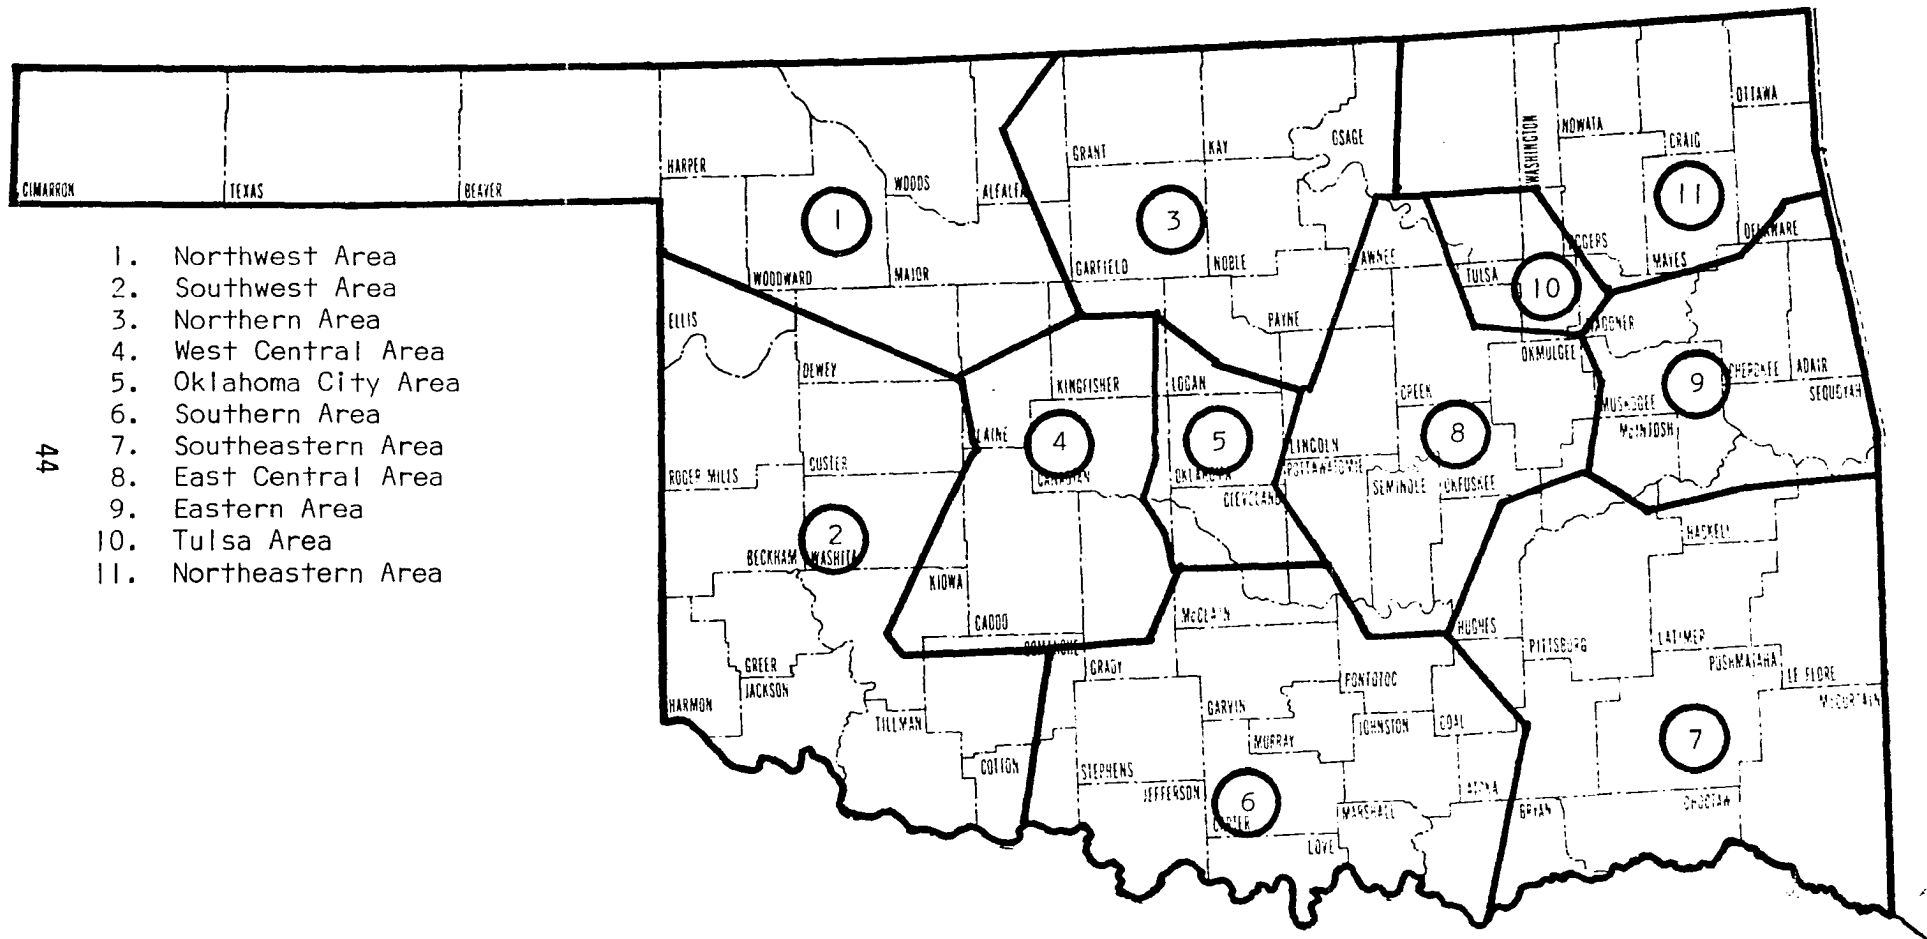 OTTAWA
NOWATA
WASHINGTON
CRAIG
OSAGE
KAY
GRANT
HARPER
CIMARRON
TEXAS
BEAVER
WOODS
ALFALFA
11
1
3
DELAWARE
1. Northwest Area
WOODWARD
MAJOR
GARFIELD
NOBLE
TULSA
MAYES
10
2. Southwest Area
3. Northern Area
ELLIS
PAYNE
4. West Central Area
OKMULGEE
DEWEY
KINGFISHER
LOGAN
CREEK
9
CHEROKEE
ADAIR
5. Oklahoma City Area
SEQUOYAH
6. Southern Area
MUSKOGEE
McINTOSH
4
5
8
7. Southeastern Area
LINCOLN
44
ROGER MILLS
CUSTER
CANADIAN
OKLAHOMA
POTTAWATOMIE
8. East Central Area
SEMINOLE
OKFUSKEE
CLEVELAND
9. Eastern Area
2
HASKELL
10. Tulsa Area
BECKHAM
WASHITA
11. Northeastern Area
KIOWA
CADDO
McCLAIN
HUGHES
PITTSBURG
LATIMER
COMANCHE
GREER
GRADY
PUSHMATAHA
LE FLORE
JACKSON
PONTOTOC
McCURTAIN
HARMON
TILLMAN
GARVIN
JOHNSTON
COAL
MURRAY
7
COTTON
STEPHENS
JEFFERSON
6
ATOKA
CHOCTAW
MARSHALL
BRYAN
CARTER
LOVE